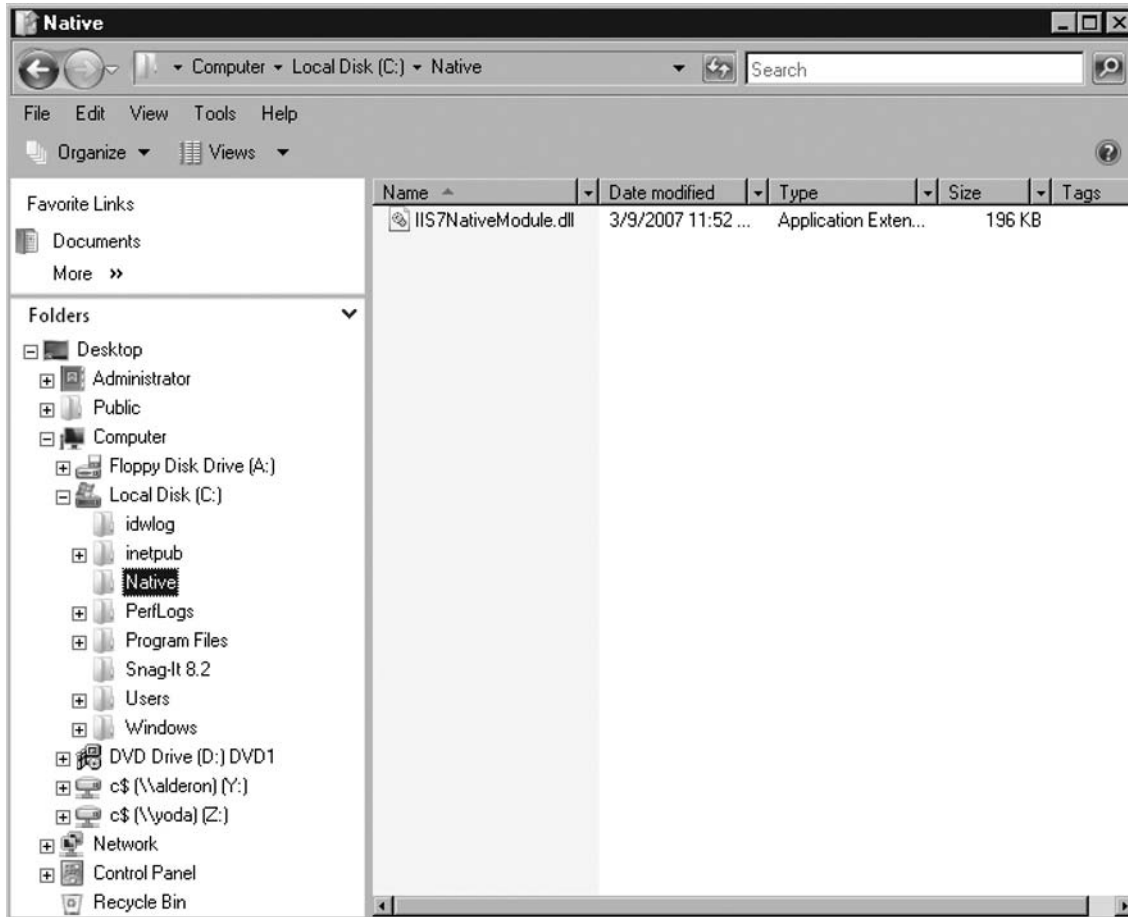 Native
Computer Local Disk (C:) Native Search
File Edit View Tools Help
Organize Views
Favorite Links
Documents
More »
Folders
Desktop
Administrator
Public
Computer
Floppy Disk Drive (A:)
Local Disk (C:)
idwlog
inetpub
Native
PerfLogs
Program Files
Snag-It 8.2
Users
Windows
DVD Drive (D:) DVD1
c$ (\\alderon) (Y:)
c$ (\\yoda) (Z:)
Network
Control Panel
Recycle Bin
Name Date modified Type Size Tags
IIS7NativeModule.dll 3/9/2007 11:52 ... Application Exten... 196 KB